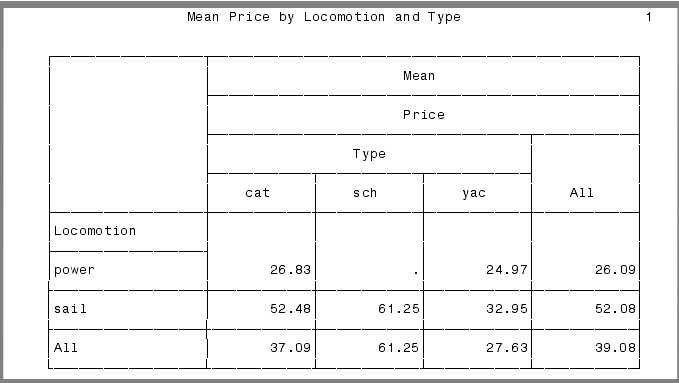 Mean Price by Locomotion and Type 1
Mean
Price
Type
cat sch yac All
Locomotion
power 26.83 . 24.97 26.09
sail 52.48 61.25 32.95 52.08
All 37.09 61.25 27.63 39.08